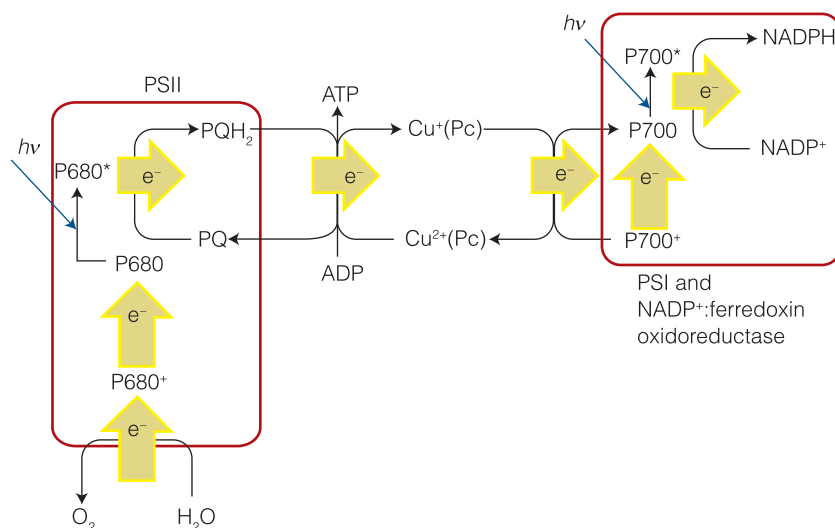 PSII
hν
P680*
e⁻
PQH₂
PQ
P680
e⁻
P680⁺
e⁻
O₂
H₂O
ATP
e⁻
ADP
Cu⁺(Pc)
Cu²⁺(Pc)
e⁻
hν
P700*
P700
e⁻
P700⁺
e⁻
NADPH
NADP⁺
PSI and
NADP⁺:ferredoxin
oxidoreductase